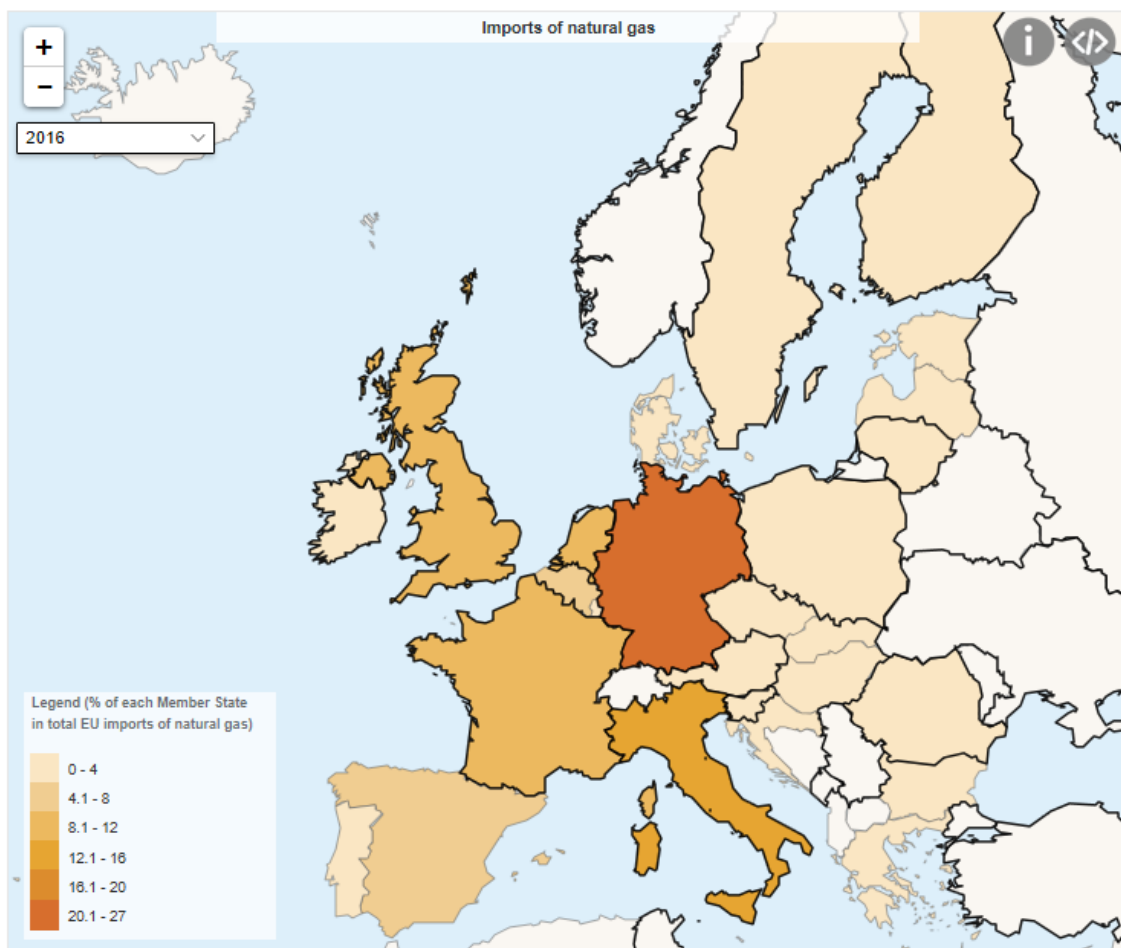 Imports of natural gas
i
</>
+
−
2016
Legend (% of each Member State
in total EU imports of natural gas)
0 - 4
4.1 - 8
8.1 - 12
12.1 - 16
16.1 - 20
20.1 - 27